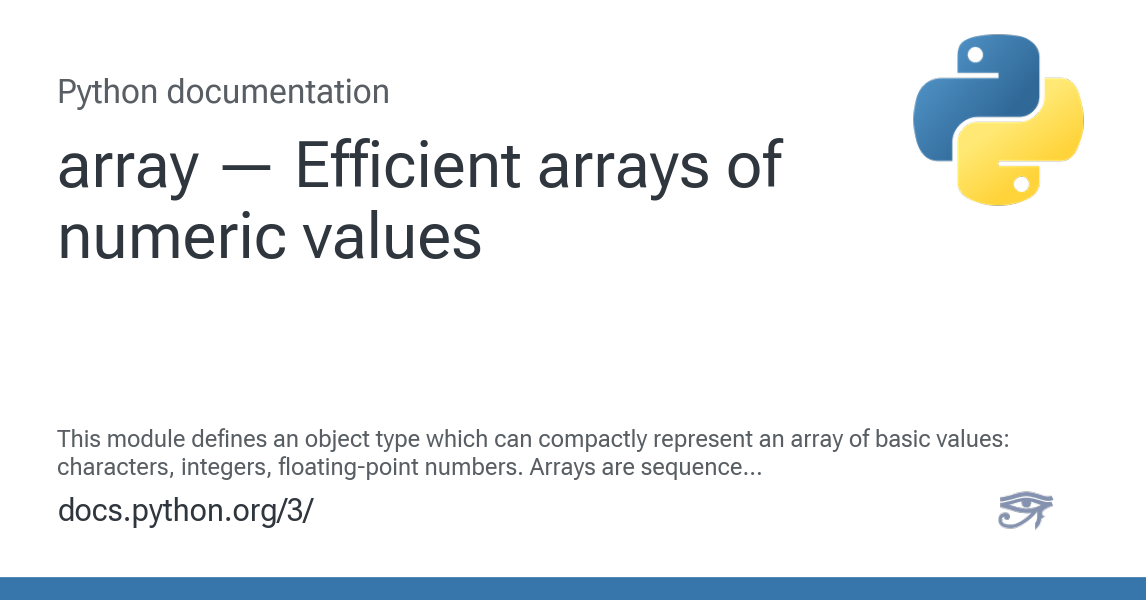 Python documentation
array — Efficient arrays of
numeric values
This module defines an object type which can compactly represent an array of basic values:
characters, integers, floating-point numbers. Arrays are sequence...
docs.python.org/3/